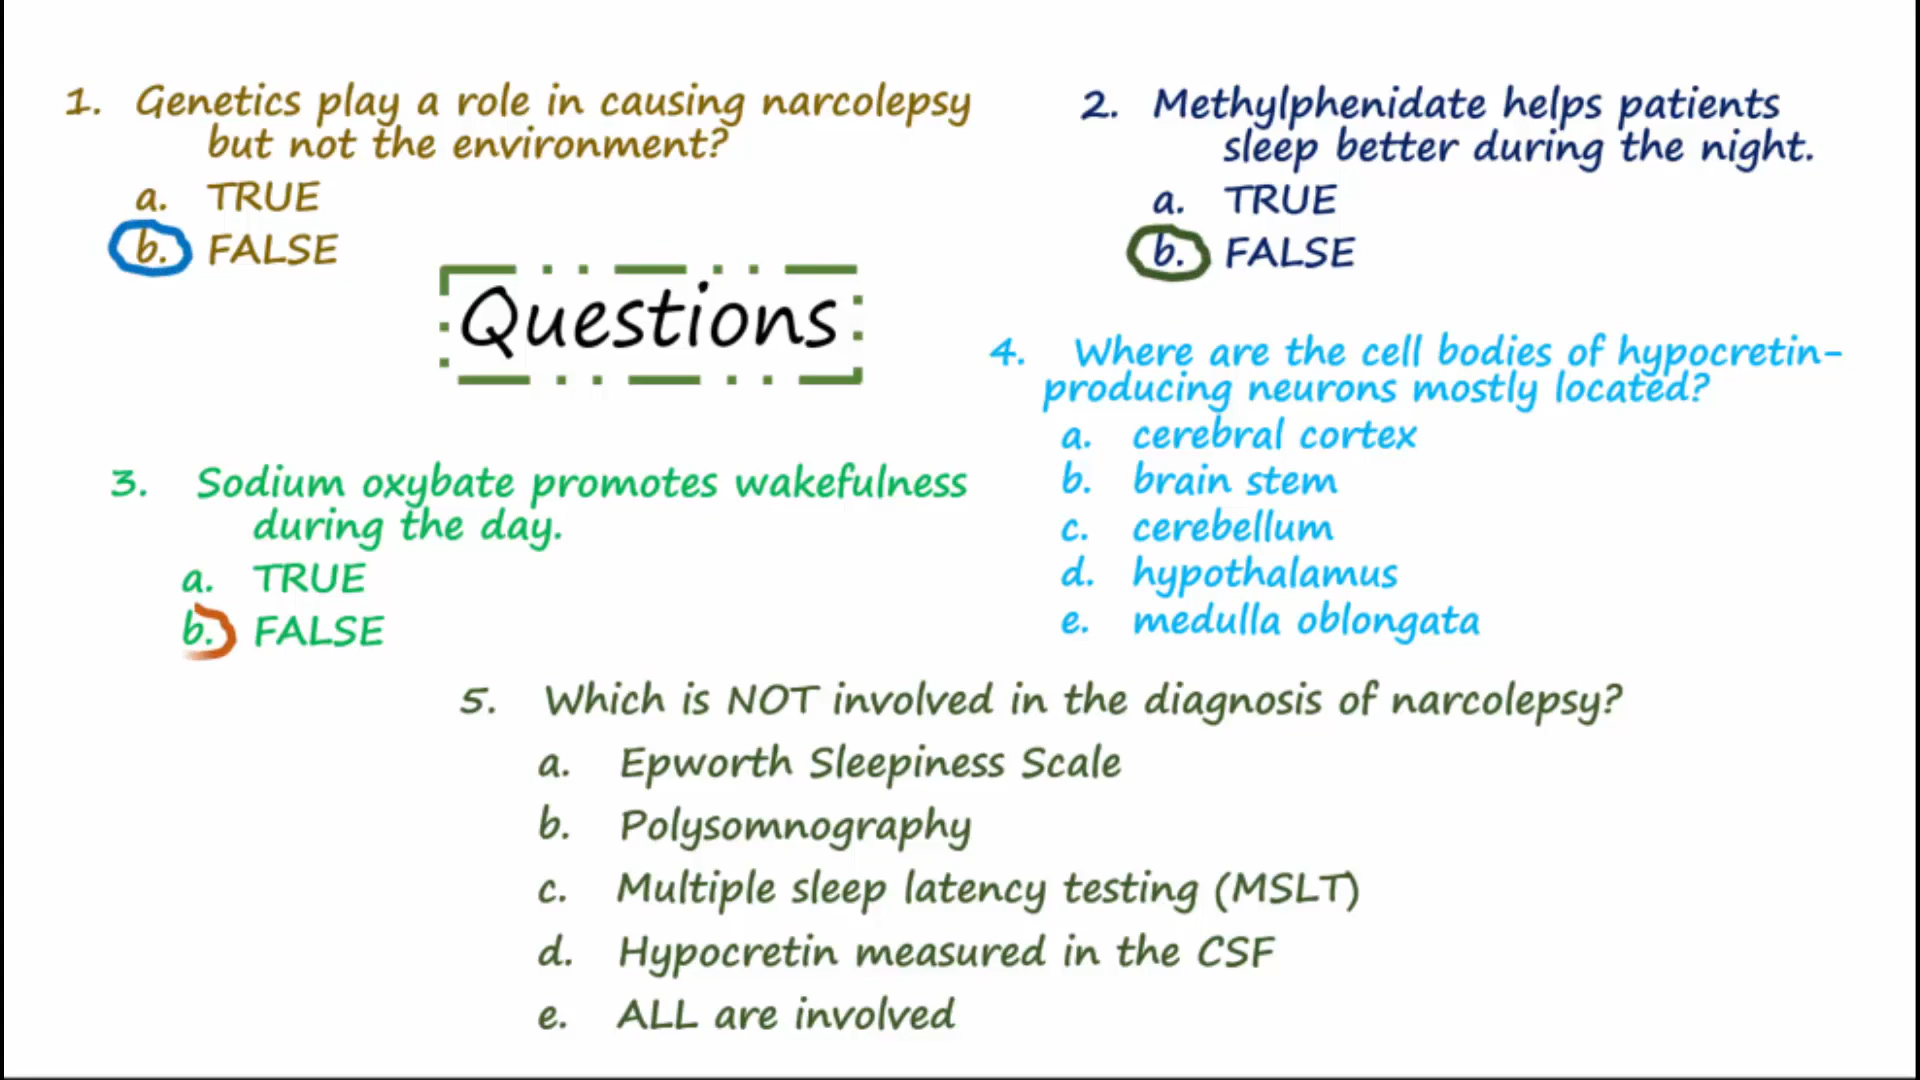 1. Genetics play a role in causing narcolepsy
but not the environment?
a. TRUE
b. FALSE
2. Methylphenidate helps patients
sleep better during the night.
a. TRUE
b. FALSE
Questions
3. Sodium oxybate promotes wakefulness
during the day.
a. TRUE
b. FALSE
4. Where are the cell bodies of hypocretin-
producing neurons mostly located?
a. cerebral cortex
b. brain stem
c. cerebellum
d. hypothalamus
e. medulla oblongata
5. Which is NOT involved in the diagnosis of narcolepsy?
a. Epworth Sleepiness Scale
b. Polysomnography
c. Multiple sleep latency testing (MSLT)
d. Hypocretin measured in the CSF
e. ALL are involved